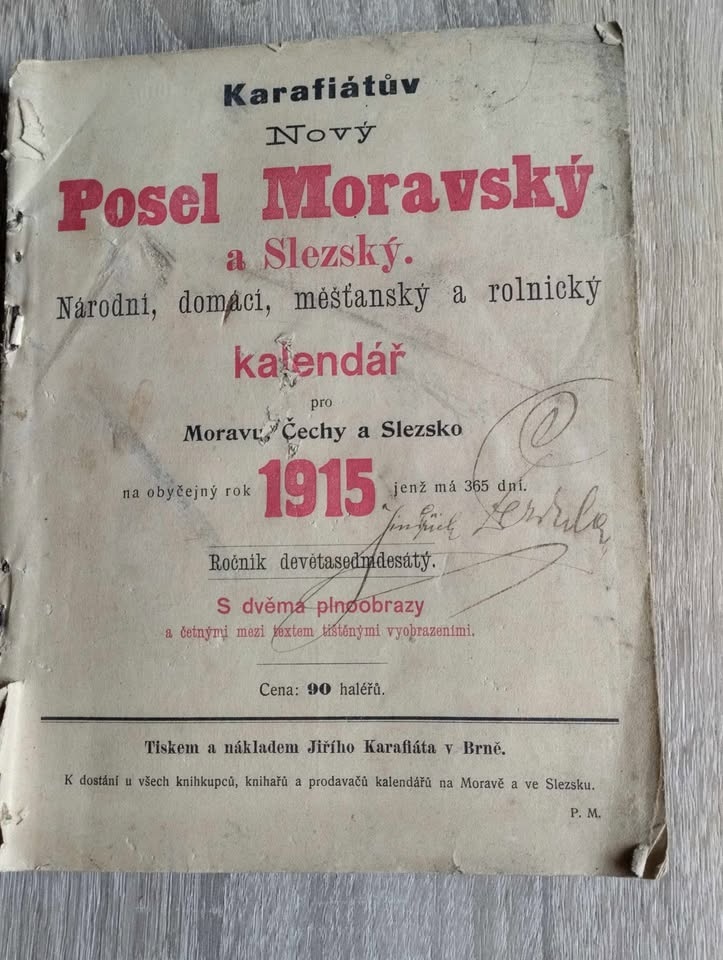 Karafiátův
Nový
Posel Moravský
a Slezský.
Národní, domácí, měšťanský a rolnický
kalendář
pro
Moravu, Čechy a Slezsko
na obyčejný rok 1915 jenž má 365 dní.
Jindřich
Ročník devětasedmdesátý.
S dvěma plnoobrazy
a četnými mezi textem tištěnými vyobrazeními.
Cena: 90 haléřů.
Tiskem a nákladem Jiřího Karafiáta v Brně.
K dostání u všech knihkupců, knihařů a prodavačů kalendářů na Moravě a ve Slezsku.
P. M.